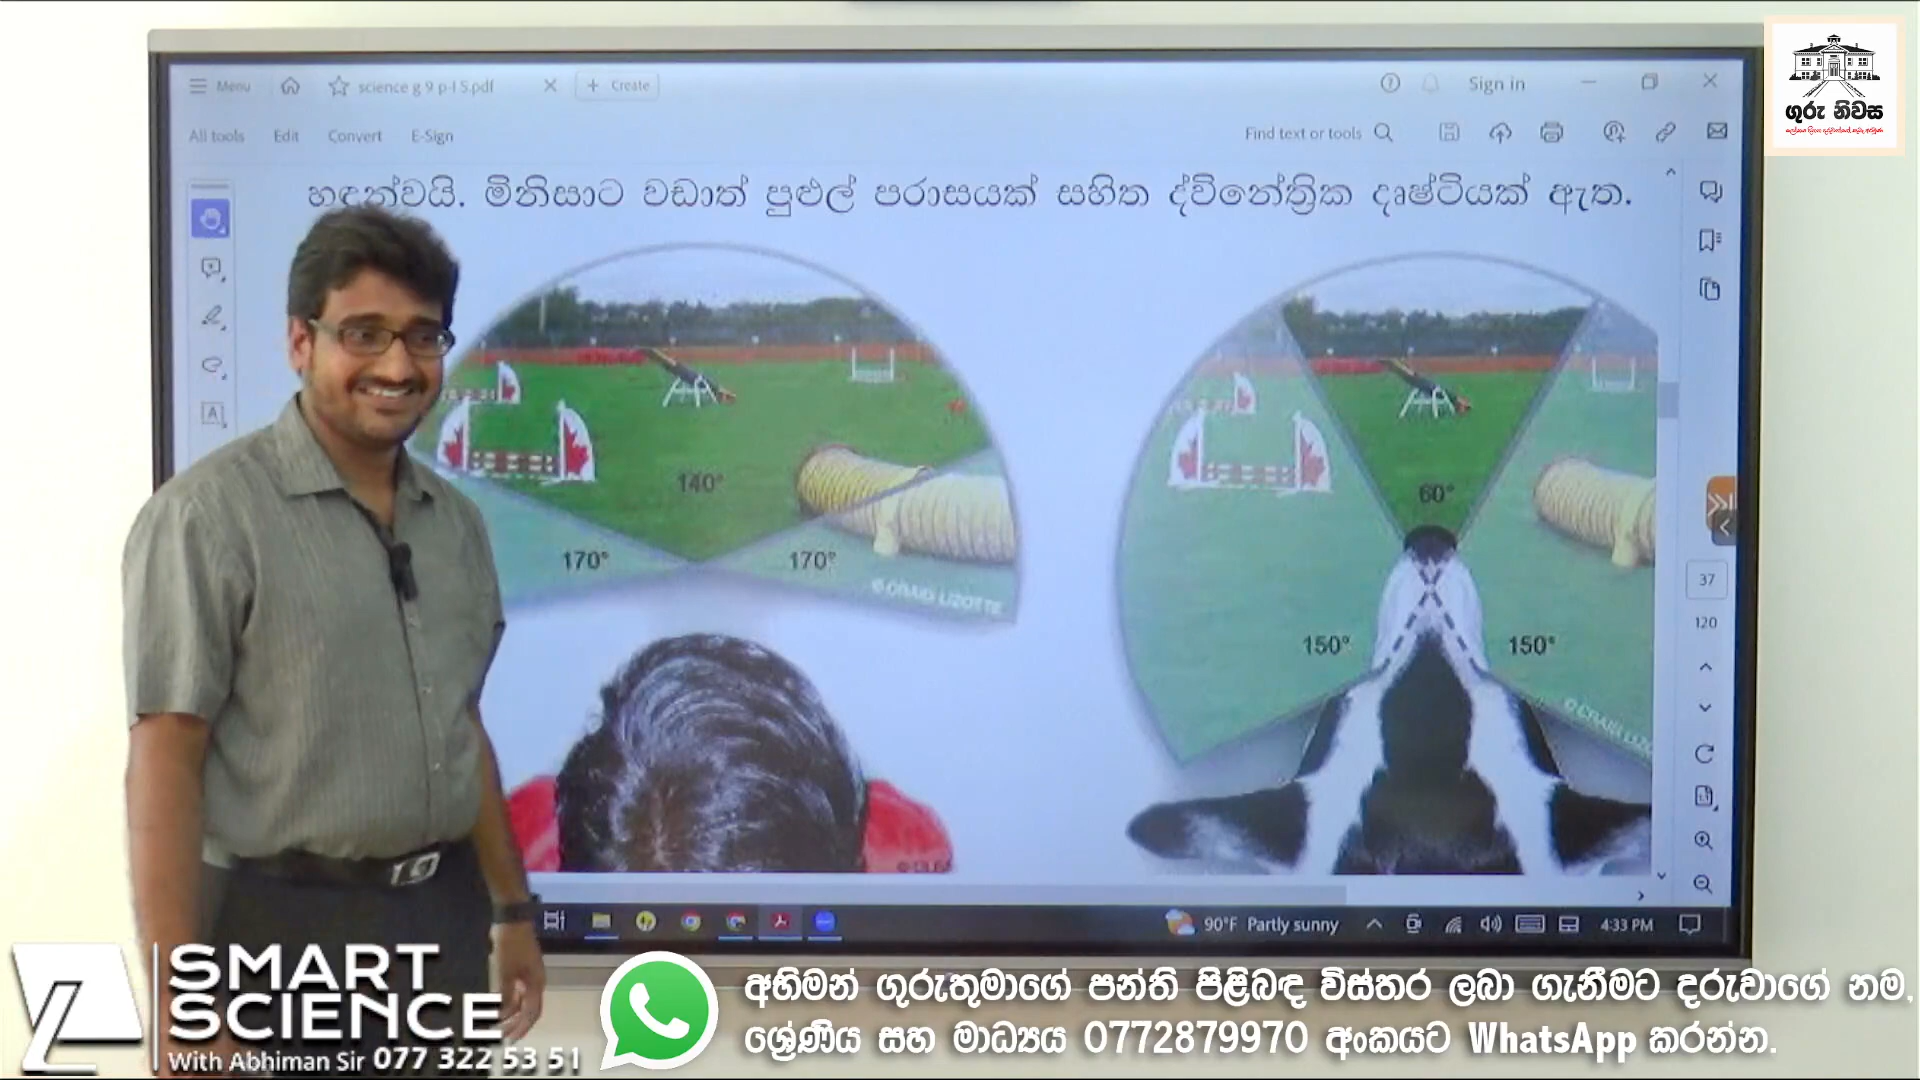 Menu
science g 9 p-I S.pdf
Create
Sign in
ගුරු නිවස
All tools Edit Convert E-Sign
Find text or tools
හඳුන්වයි. මිනිසාට වඩාත් පුළුල් පරාසයක් සහිත ද්විනේත්‍රික දෘෂ්ටියක් ඇත.
140°
60°
170°
170°
© CRAIG LIZOTTE
37
120
150°
150°
90°F Partly sunny
4:33 PM
SMART
SCIENCE
With Abhiman Sir 077 322 53 51
අභිමන් ගුරුතුමාගේ පන්ති පිළිබඳ විස්තර ලබා ගැනීමට දරුවාගේ නම,
ශ්‍රේණිය සහ මාධ්‍යය 0772879970 අංකයට WhatsApp කරන්න.